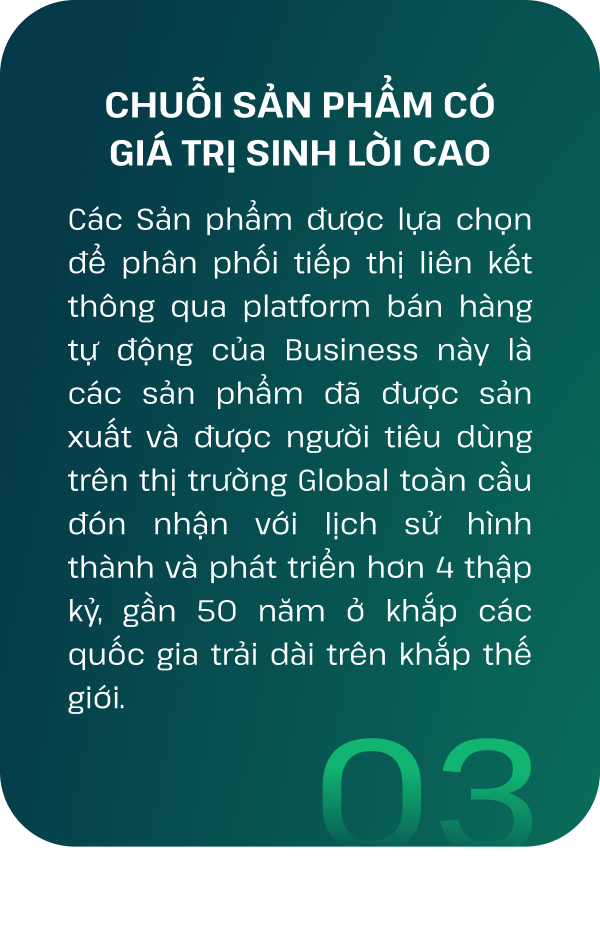 CHUỖI SẢN PHẨM CÓ
GIÁ TRỊ SINH LỜI CAO
Các Sản phẩm được lựa chọn
để phân phối tiếp thị liên kết
thông qua platform bán hàng
tự động của Business này là
các sản phẩm đã được sản
xuất và được người tiêu dùng
trên thị trường Global toàn cầu
đón nhận với lịch sử hình
thành và phát triển hơn 4 thập
kỷ, gần 50 năm ở khắp các
quốc gia trải dài trên khắp thế
giới.
03